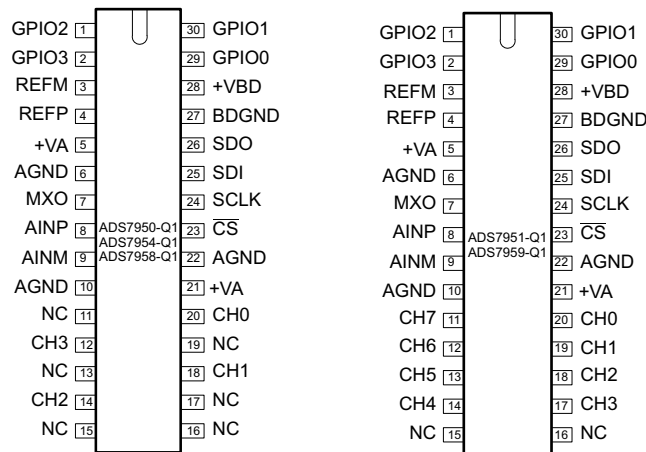 GPIO2 1 30 GPIO1
GPIO3 2 29 GPIO0
REFM 3 28 +VBD
REFP 4 27 BDGND
+VA 5 26 SDO
AGND 6 25 SDI
MXO 7 24 SCLK
AINP 8 ADS7950-Q1 23 CS
ADS7954-Q1
AINM 9 ADS7958-Q1 22 AGND
AGND 10 21 +VA
NC 11 20 CH0
CH3 12 19 NC
NC 13 18 CH1
CH2 14 17 NC
NC 15 16 NC
GPIO2 1 30 GPIO1
GPIO3 2 29 GPIO0
REFM 3 28 +VBD
REFP 4 27 BDGND
+VA 5 26 SDO
AGND 6 25 SDI
MXO 7 24 SCLK
AINP 8 ADS7951-Q1 23 CS
AINM 9 ADS7959-Q1 22 AGND
AGND 10 21 +VA
CH7 11 20 CH0
CH6 12 19 CH1
CH5 13 18 CH2
CH4 14 17 CH3
NC 15 16 NC